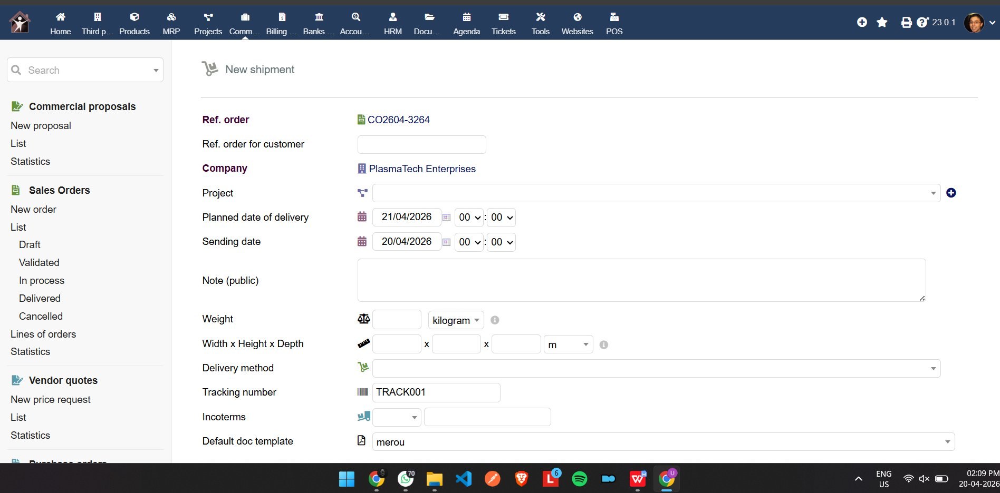 Home Third p... Products MRP Projects Comm... Billing ... Banks ... Accou... HRM Docu... Agenda Tickets Tools Websites POS 23.0.1
Search
Commercial proposals
New proposal
List
Statistics
Sales Orders
New order
List
Draft
Validated
In process
Delivered
Cancelled
Lines of orders
Statistics
Vendor quotes
New price request
List
Statistics
Purchase orders
New shipment
Ref. order CO2604-3264
Ref. order for customer
Company PlasmaTech Enterprises
Project
Planned date of delivery 21/04/2026 00 : 00
Sending date 20/04/2026 00 : 00
Note (public)
Weight kilogram
Width x Height x Depth x x m
Delivery method
Tracking number TRACK001
Incoterms
Default doc template merou
70
6
U
ENG
US
02:09 PM
20-04-2026